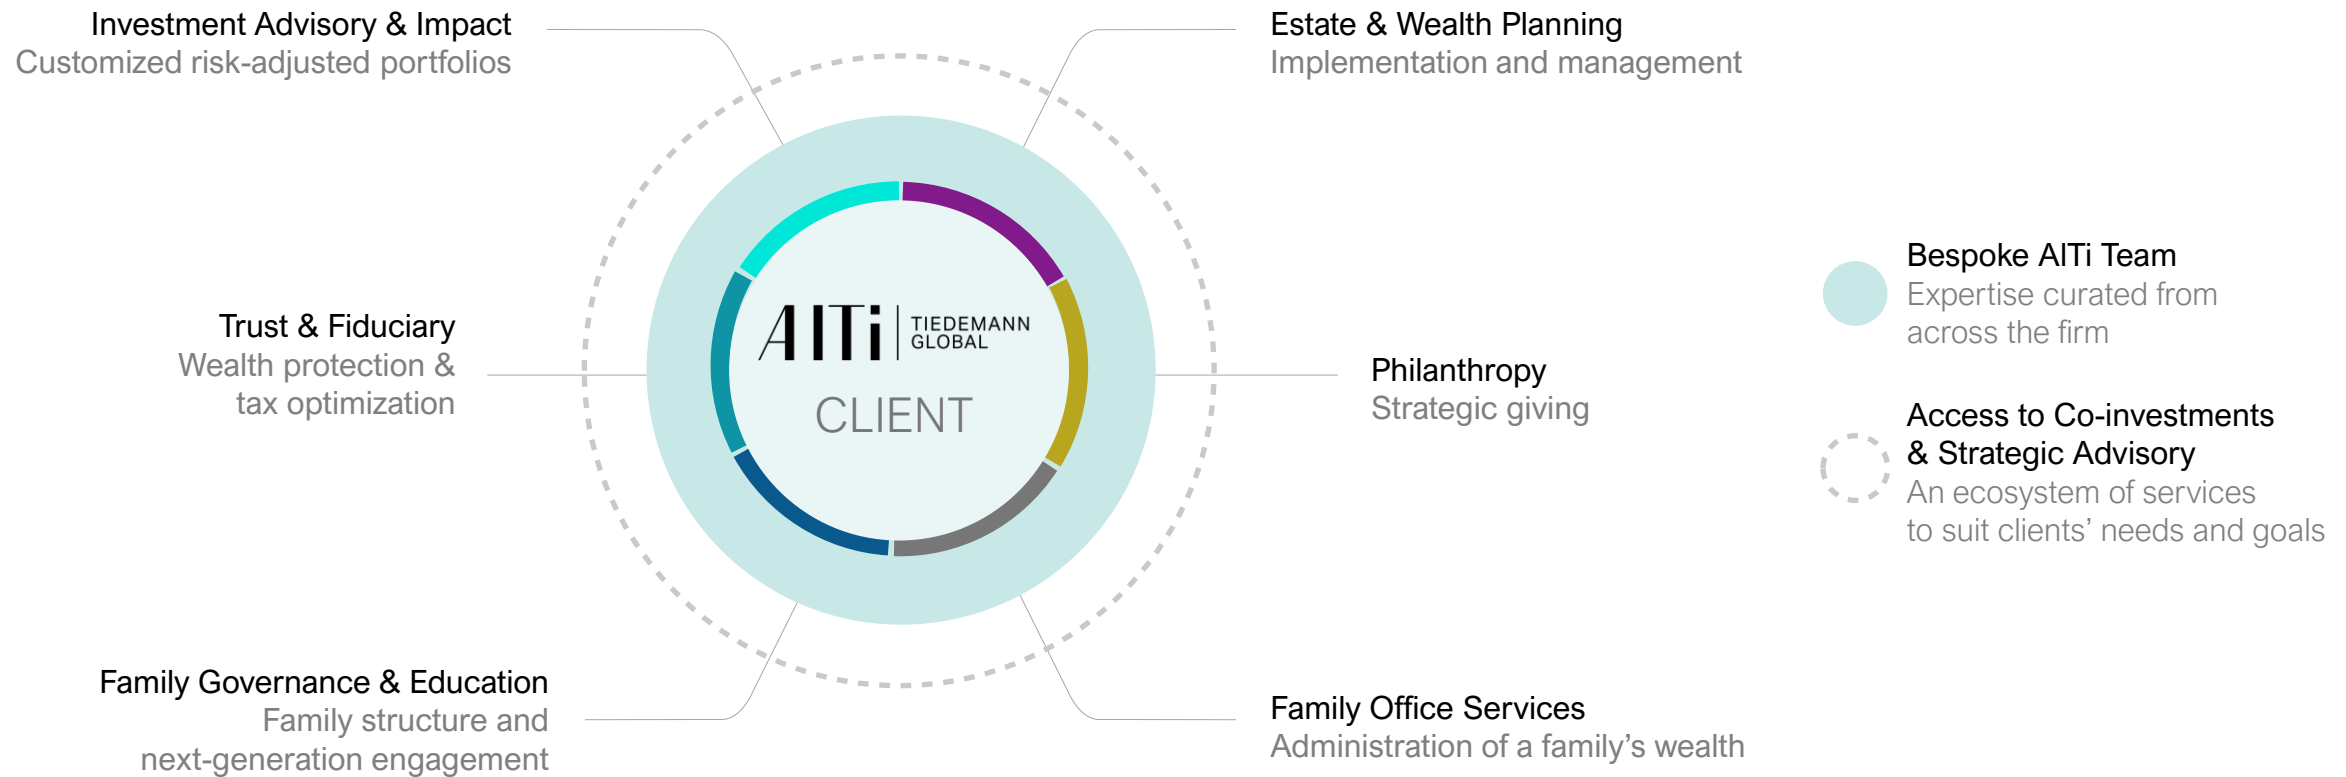 Investment Advisory & Impact
Customized risk-adjusted portfolios
Estate & Wealth Planning
Implementation and management
Trust & Fiduciary
Wealth protection &
tax optimization
AlTi
TIEDEMANN
GLOBAL
CLIENT
Philanthropy
Strategic giving
Family Governance & Education
Family structure and
next-generation engagement
Family Office Services
Administration of a family’s wealth
Bespoke AlTi Team
Expertise curated from
across the firm
Access to Co-investments
& Strategic Advisory
An ecosystem of services
to suit clients’ needs and goals